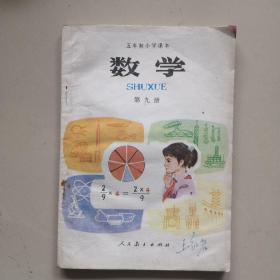 五年制小学课本
数学
SHUXUE
第九册
2/9 × 4 = 2×4/9
人民教育出版社